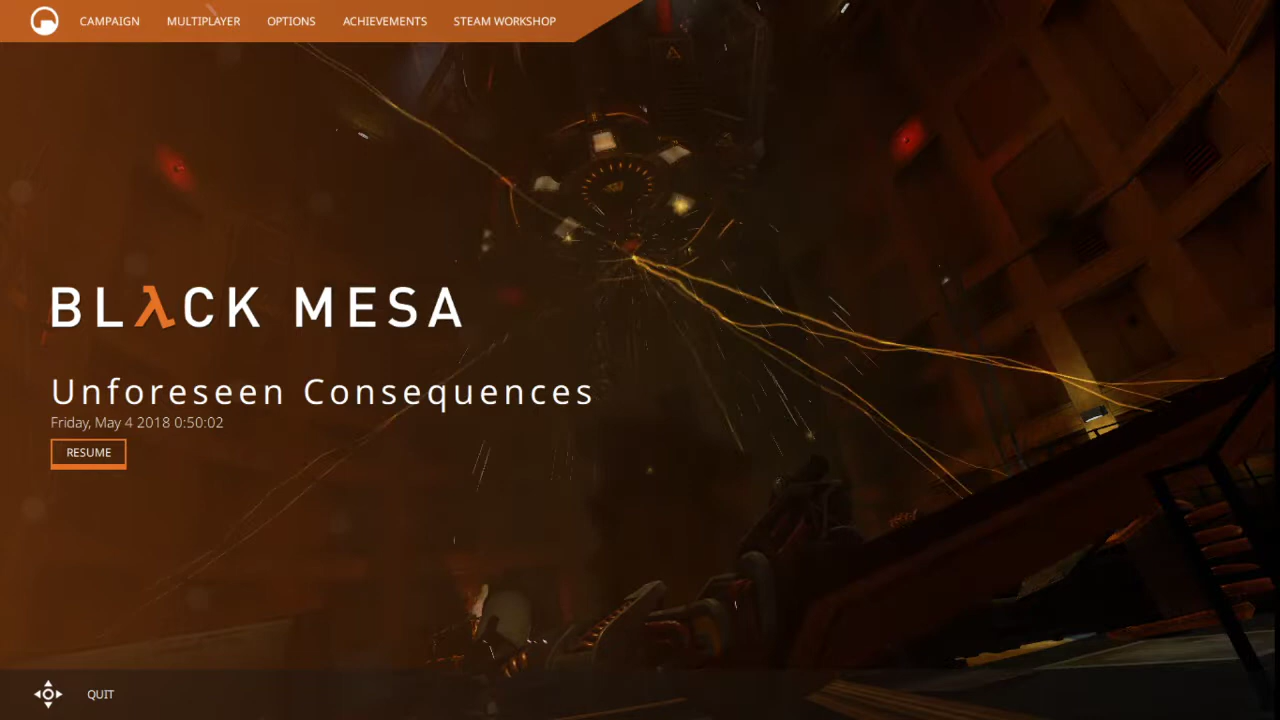 CAMPAIGN MULTIPLAYER OPTIONS ACHIEVEMENTS STEAM WORKSHOP
BLλCK MESA
Unforeseen Consequences
Friday, May 4 2018 0:50:02
RESUME
QUIT